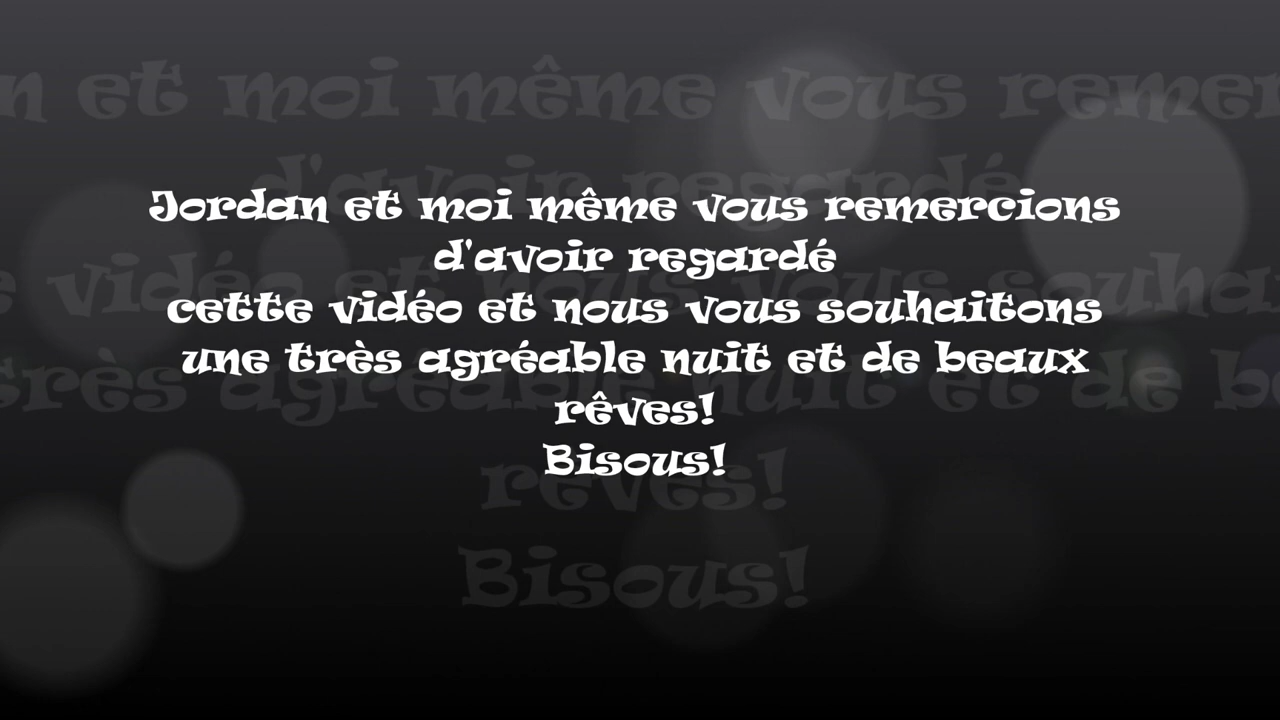 Jordan et moi même vous remercions
d'avoir regardé
cette vidéo et nous vous souhaitons
une très agréable nuit et de beaux
rêves!
Bisous!